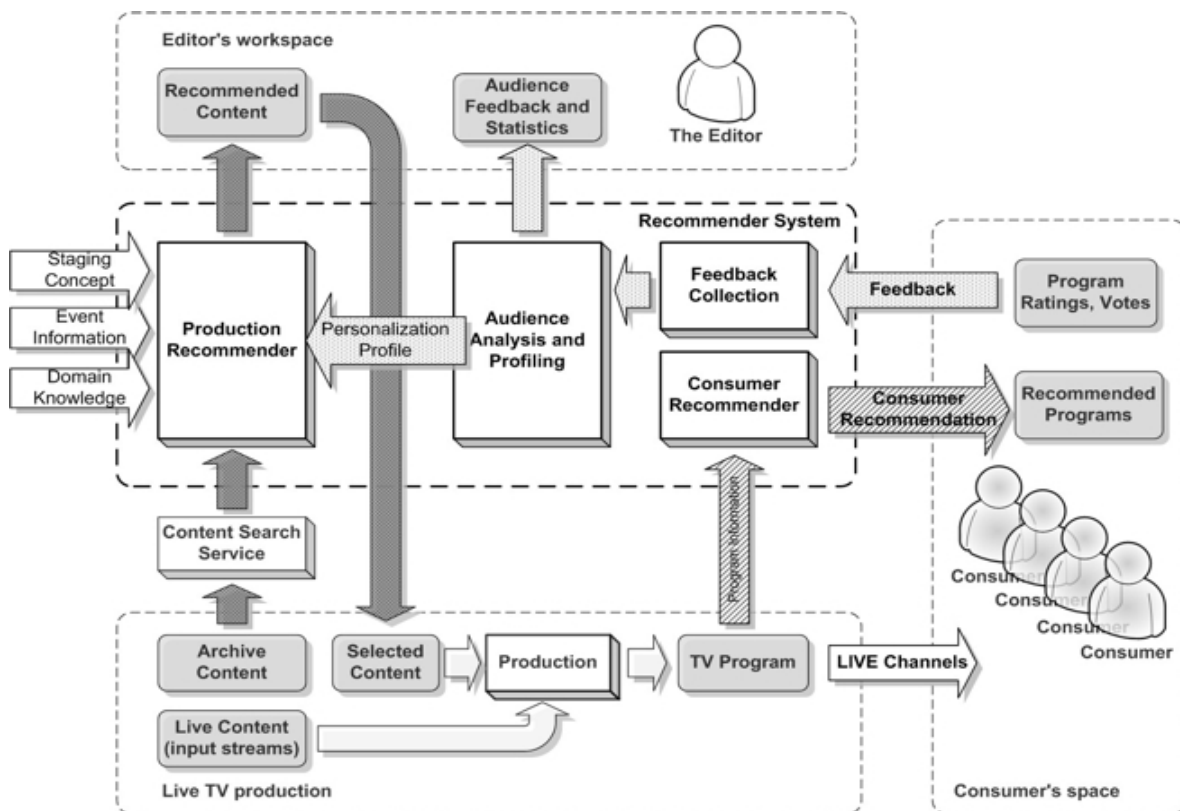 Editor's workspace
Recommended
Content
Audience
Feedback and
Statistics
The Editor
Recommender System
Staging
Concept
Event
Information
Domain
Knowledge
Production
Recommender
Personalization
Profile
Audience
Analysis and
Profiling
Feedback
Collection
Consumer
Recommender
Feedback
Program
Ratings, Votes
Consumer
Recommendation
Recommended
Programs
Content Search
Service
Program Information
Consumer
Consumer
Consumer
Consumer
Archive
Content
Selected
Content
Production
TV Program
LIVE Channels
Live Content
(input streams)
Live TV production
Consumer's space